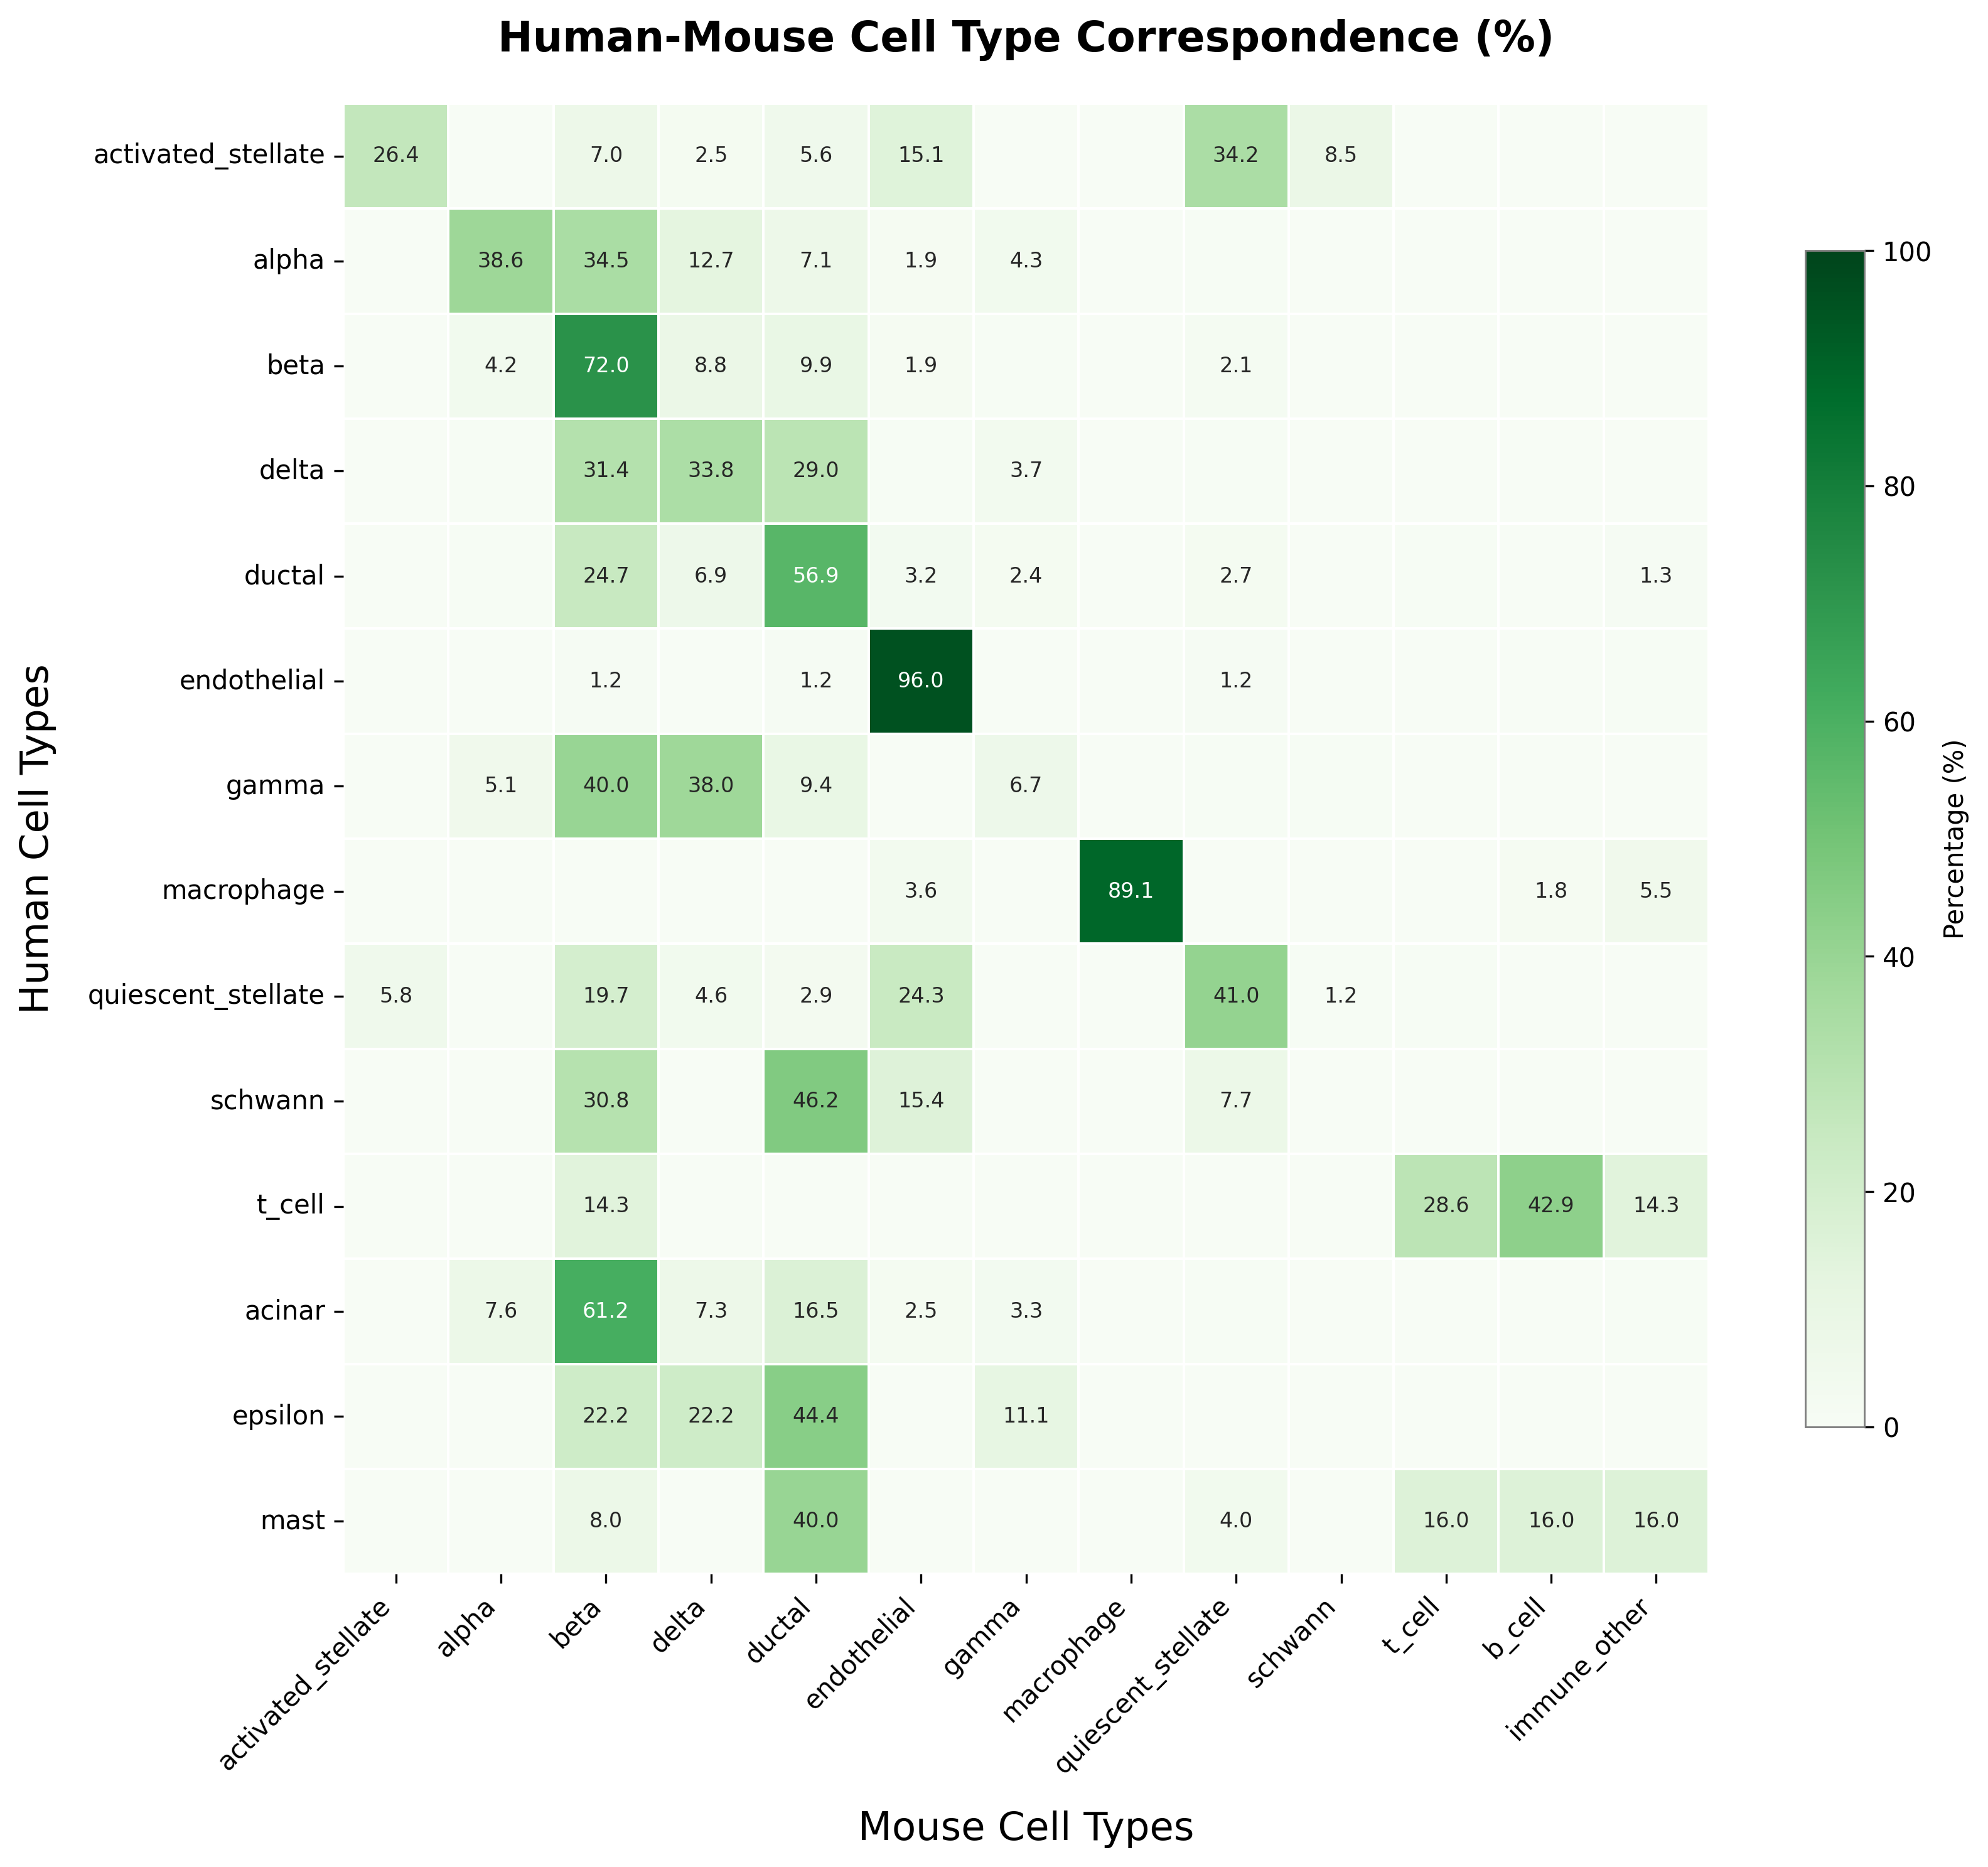 Human-Mouse Cell Type Correspondence (%)
activated_stellate 26.4 7.0 2.5 5.6 15.1 34.2 8.5
alpha 38.6 34.5 12.7 7.1 1.9 4.3
beta 4.2 72.0 8.8 9.9 1.9 2.1
delta 31.4 33.8 29.0 3.7
ductal 24.7 6.9 56.9 3.2 2.4 2.7 1.3
endothelial 1.2 1.2 96.0 1.2
gamma 5.1 40.0 38.0 9.4 6.7
macrophage 3.6 89.1 1.8 5.5
quiescent_stellate 5.8 19.7 4.6 2.9 24.3 41.0 1.2
schwann 30.8 46.2 15.4 7.7
t_cell 14.3 28.6 42.9 14.3
acinar 7.6 61.2 7.3 16.5 2.5 3.3
epsilon 22.2 22.2 44.4 11.1
mast 8.0 40.0 4.0 16.0 16.0 16.0
Human Cell Types
activated_stellate
alpha
beta
delta
ductal
endothelial
gamma
macrophage
quiescent_stellate
schwann
t_cell
b_cell
immune_other
Mouse Cell Types
100
80
60
40
20
0
Percentage (%)